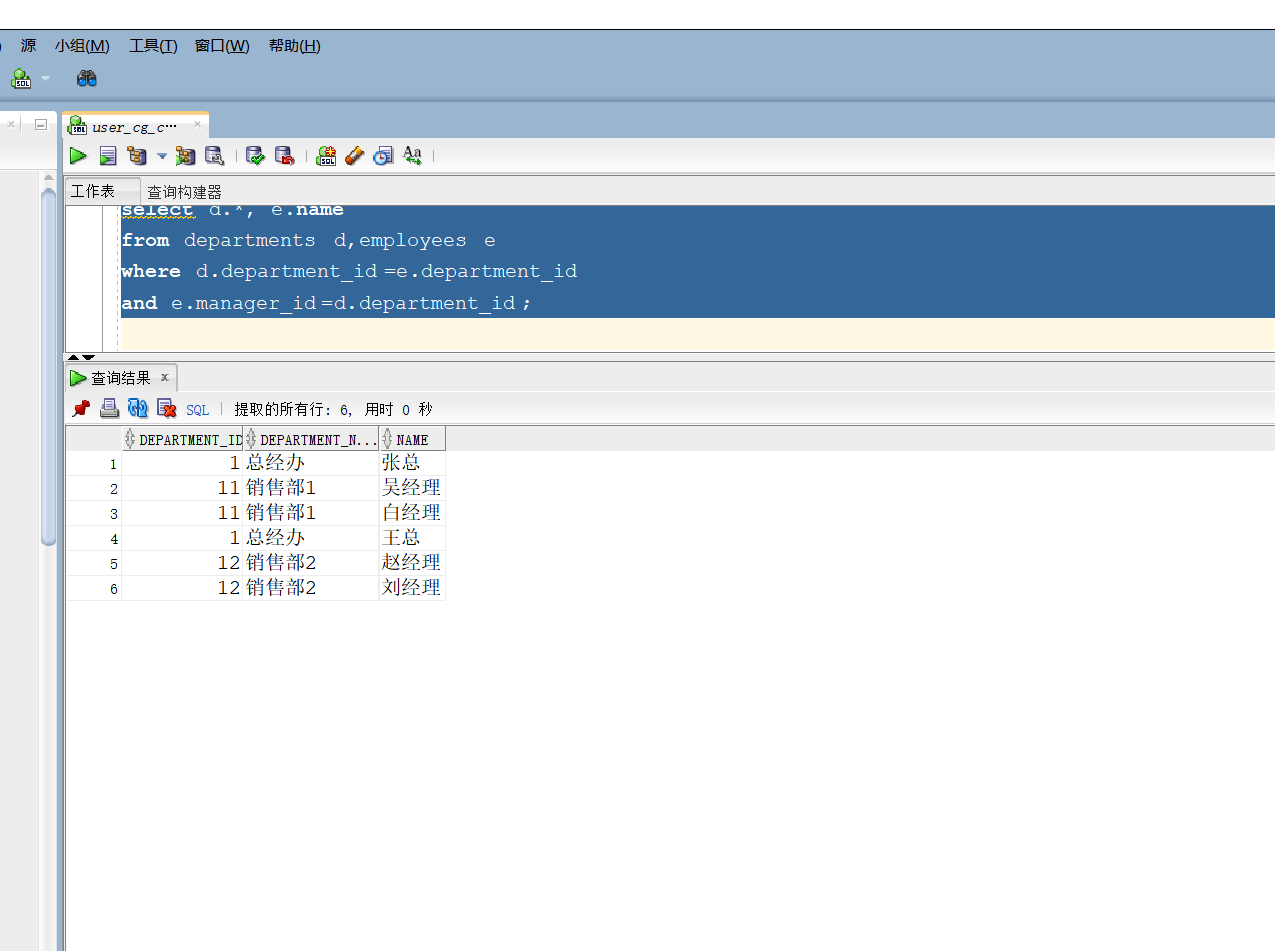 源 小组(M) 工具(T) 窗口(W) 帮助(H)
user_cg_c…
工作表 查询构建器
select d.*, e.name
from departments d,employees e
where d.department_id=e.department_id
and e.manager_id=d.department_id;
查询结果
SQL 提取的所有行: 6, 用时 0 秒
DEPARTMENT_ID DEPARTMENT_N... NAME
1 1 总经办 张总
2 11 销售部1 吴经理
3 11 销售部1 白经理
4 1 总经办 王总
5 12 销售部2 赵经理
6 12 销售部2 刘经理